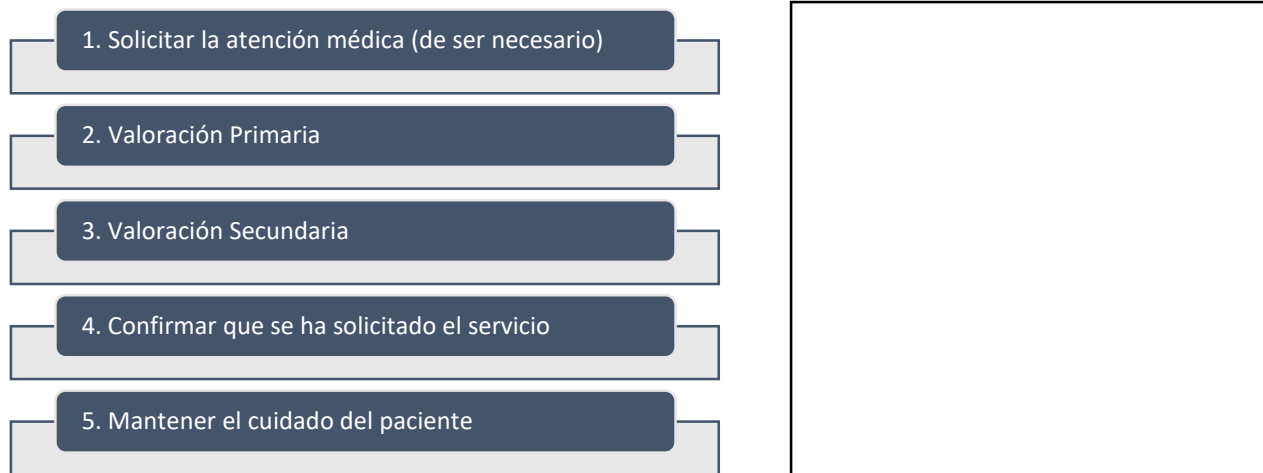 1. Solicitar la atención médica (de ser necesario)
2. Valoración Primaria
3. Valoración Secundaria
4. Confirmar que se ha solicitado el servicio
5. Mantener el cuidado del paciente